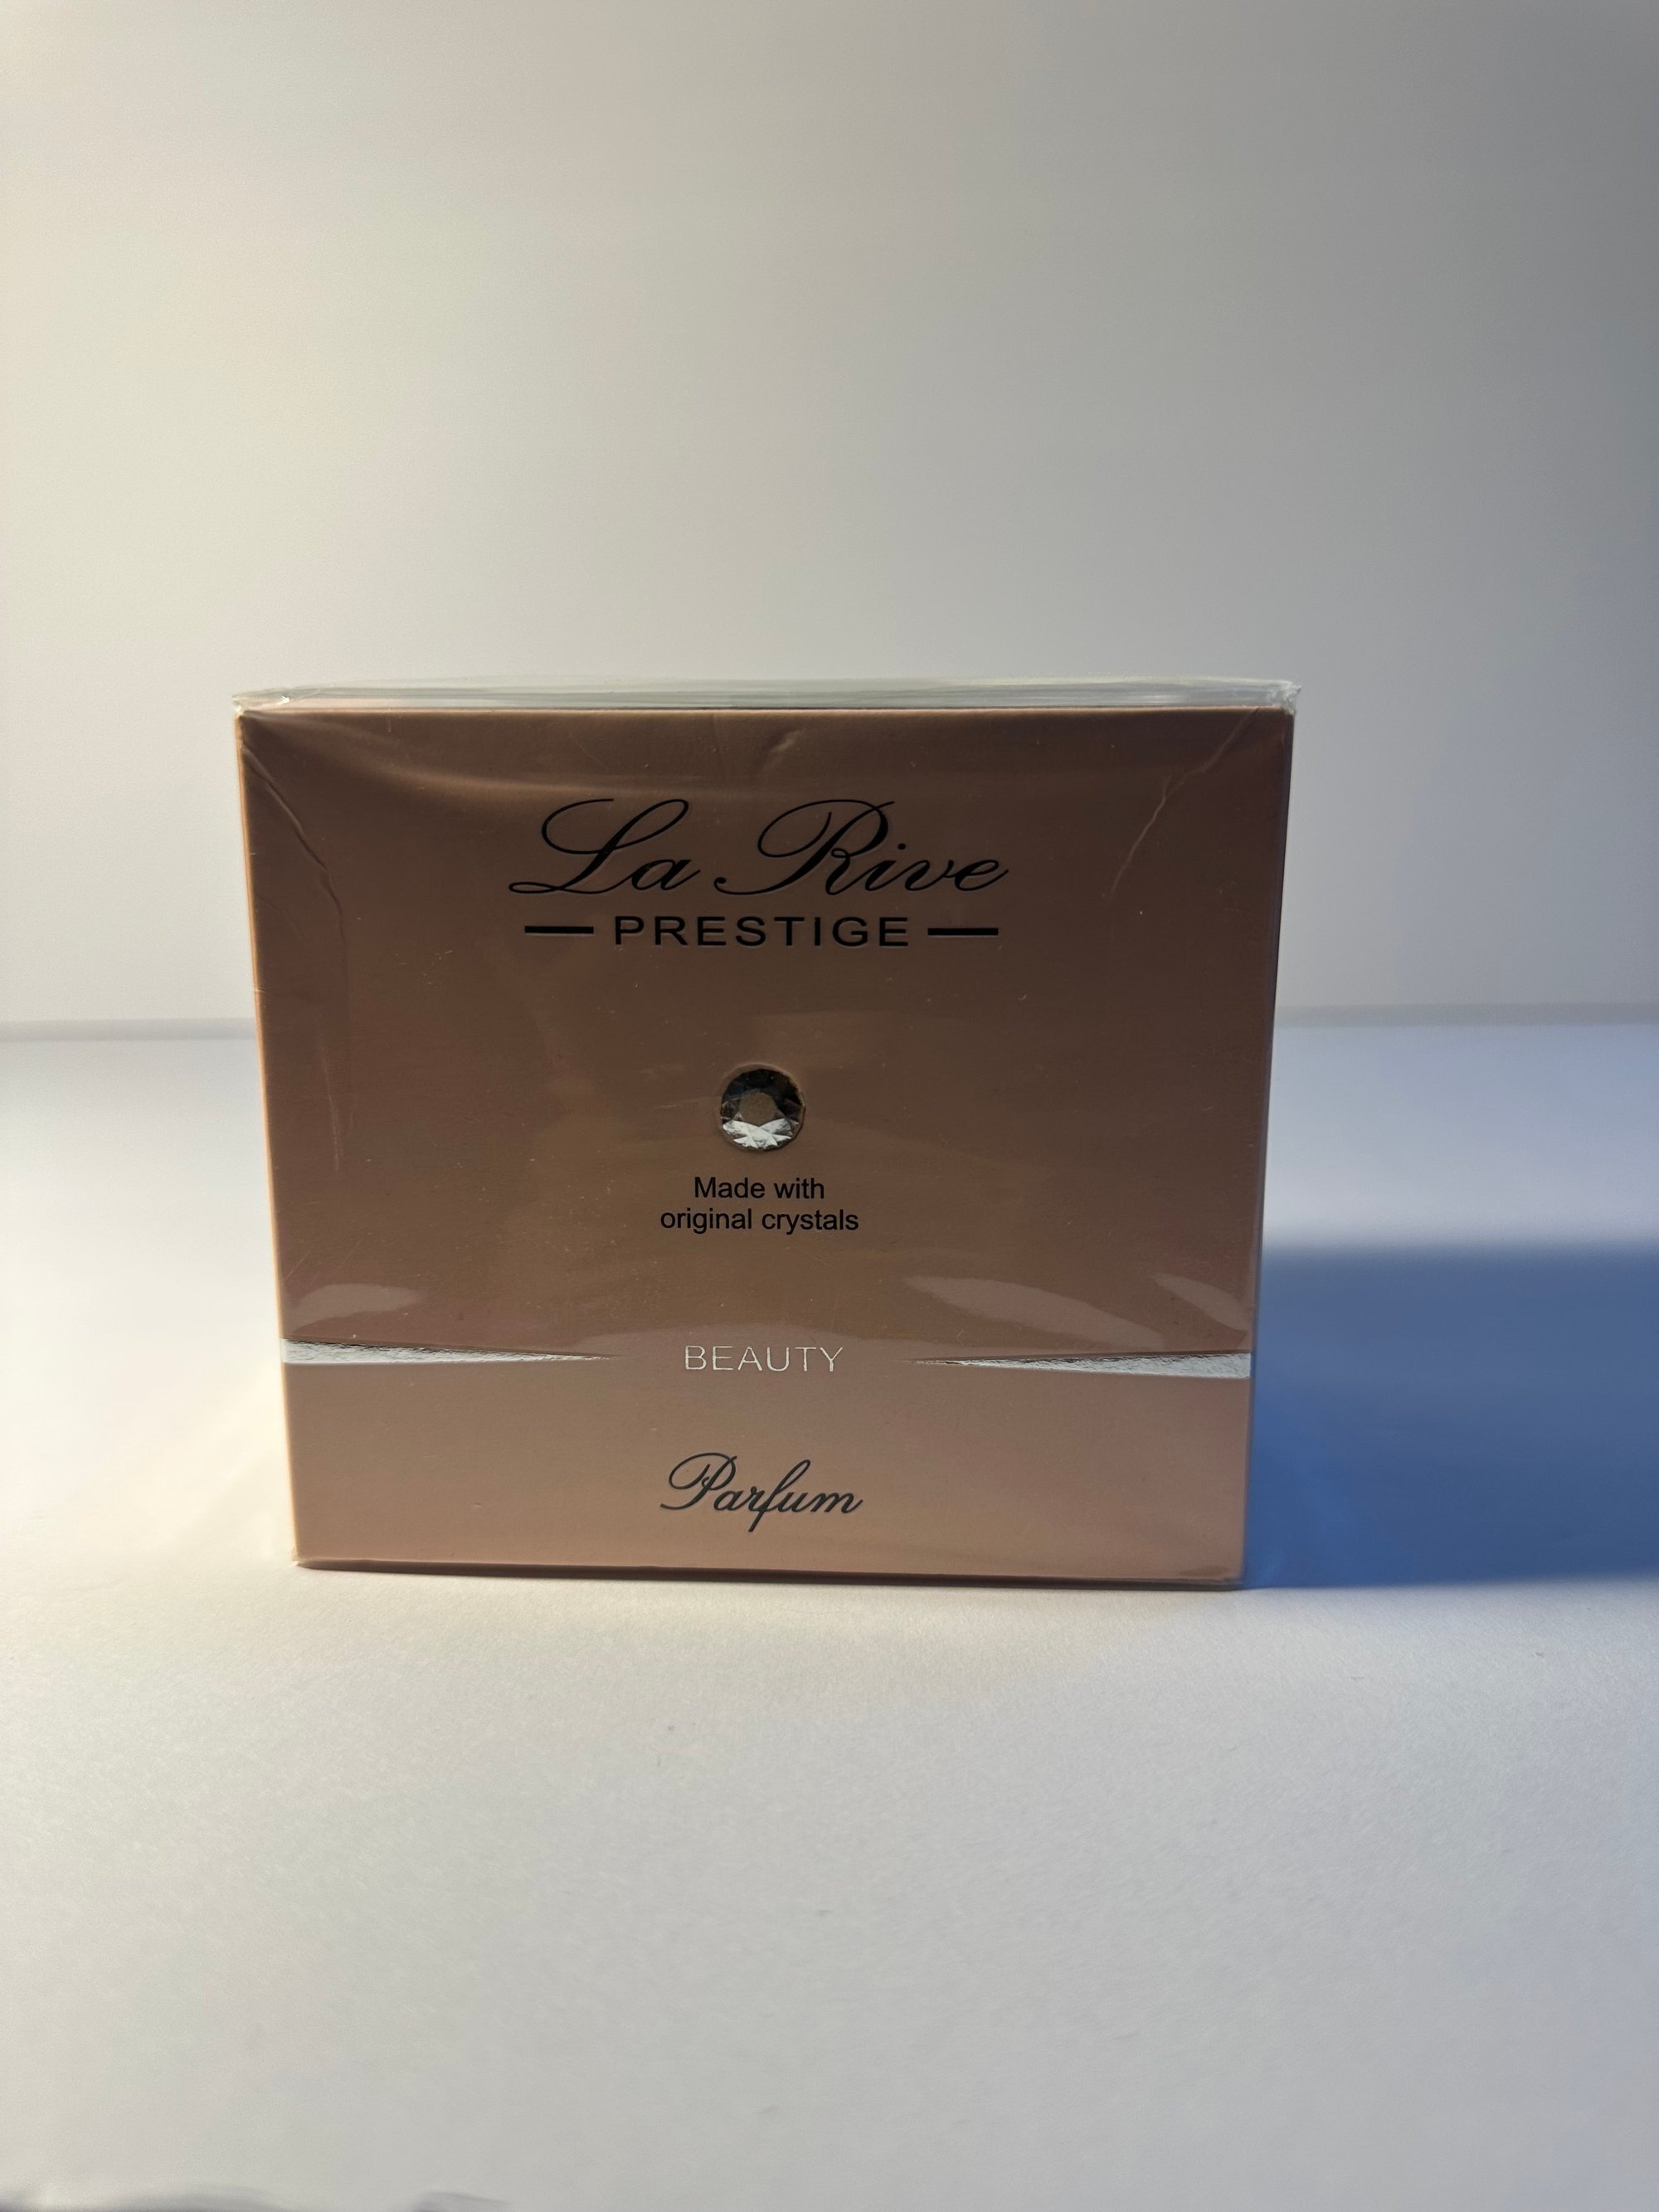 La Rive
PRESTIGE
Made with
original crystals
BEAUTY
Parfum